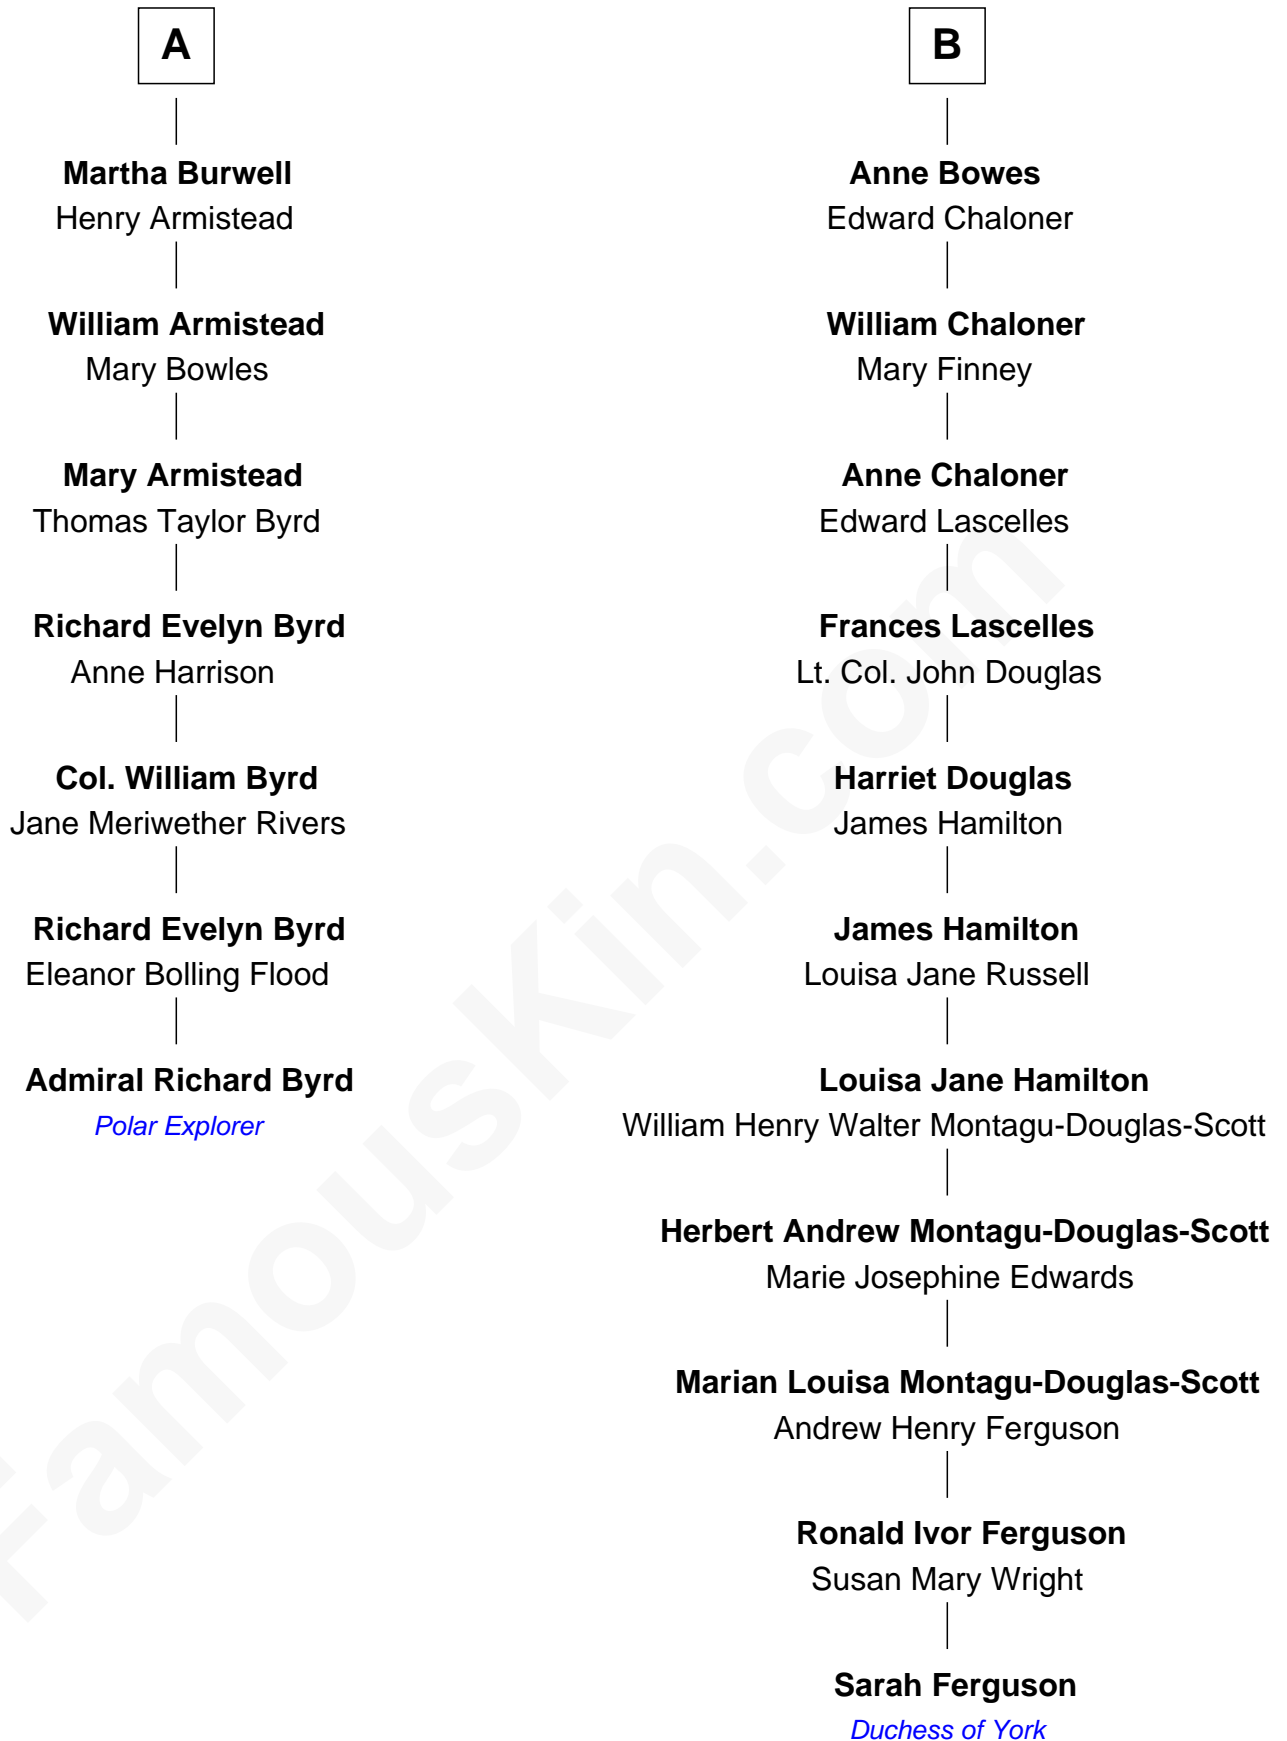 A
Martha Burwell
Henry Armistead
William Armistead
Mary Bowles
Mary Armistead
Thomas Taylor Byrd
Richard Evelyn Byrd
Anne Harrison
Col. William Byrd
Jane Meriwether Rivers
Richard Evelyn Byrd
Eleanor Bolling Flood
Admiral Richard Byrd
Polar Explorer
B
Anne Bowes
Edward Chaloner
William Chaloner
Mary Finney
Anne Chaloner
Edward Lascelles
Frances Lascelles
Lt. Col. John Douglas
Harriet Douglas
James Hamilton
James Hamilton
Louisa Jane Russell
Louisa Jane Hamilton
William Henry Walter Montagu-Douglas-Scott
Herbert Andrew Montagu-Douglas-Scott
Marie Josephine Edwards
Marian Louisa Montagu-Douglas-Scott
Andrew Henry Ferguson
Ronald Ivor Ferguson
Susan Mary Wright
Sarah Ferguson
Duchess of York
FamousKin.com